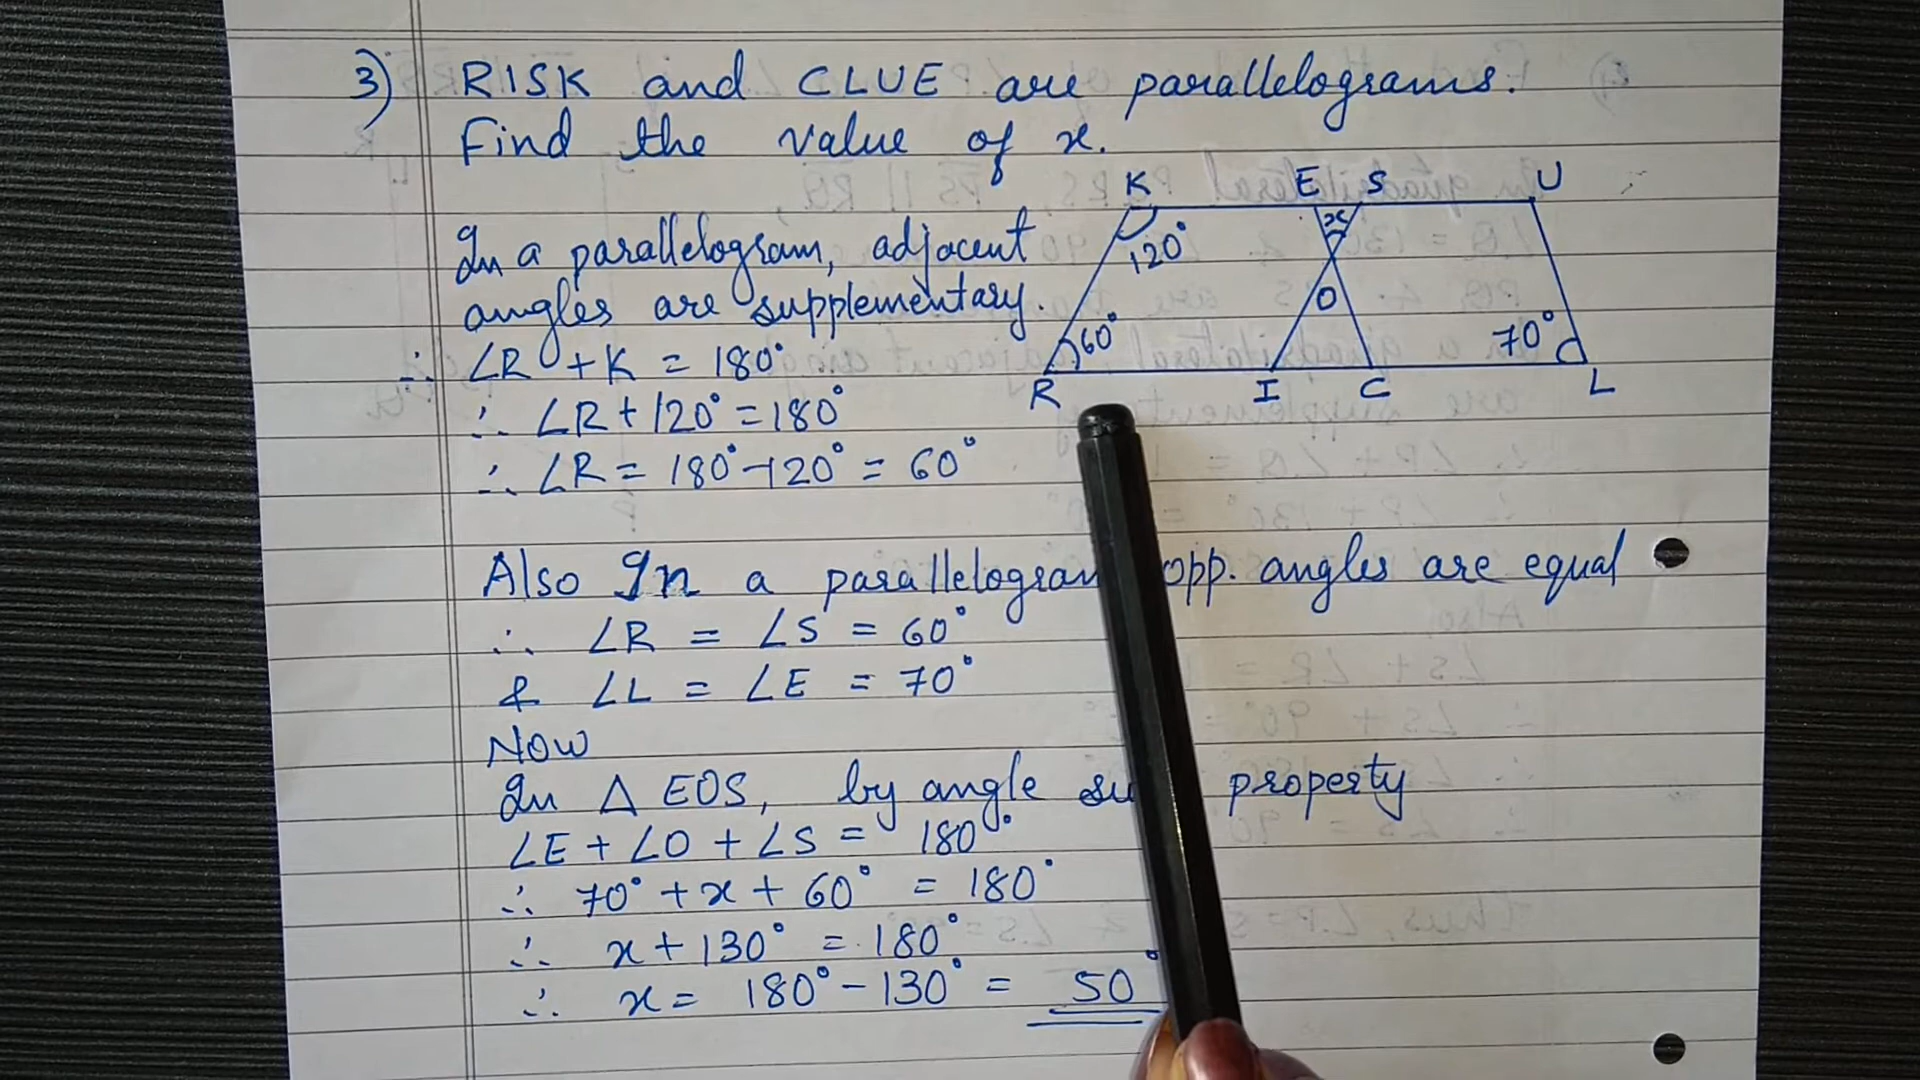 3) RISK and CLUE are parallelograms.
Find the value of x.
K E S U
x
120°
O
60°
70°
R I C L
In a parallelogram, adjacent
angles are supplementary.
∴ ∠R + K = 180°
∴ ∠R + 120° = 180°
∴ ∠R = 180° - 120° = 60°
Also In a parallelogram opp. angles are equal
∴ ∠R = ∠S = 60°
& ∠L = ∠E = 70°
Now
In △ EOS, by angle property
∠E + ∠O + ∠S = 180°
∴ 70° + x + 60° = 180°
∴ x + 130° = 180°
∴ x = 180° - 130° = 50°